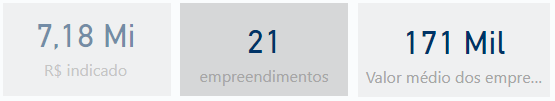 7,18 Mi
R$ indicado
21
empreendimentos
171 Mil
Valor médio dos empre...